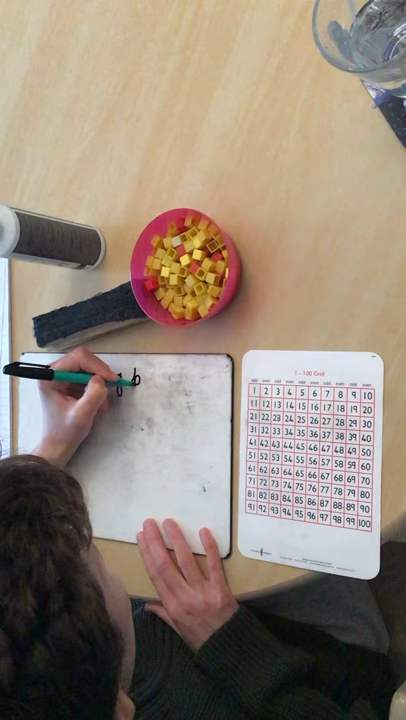 1 - 100 Grid
odd even odd even odd even odd even odd even
1 2 3 4 5 6 7 8 9 10
11 12 13 14 15 16 17 18 19 20
21 22 23 24 25 26 27 28 29 30
31 32 33 34 35 36 37 38 39 40
41 42 43 44 45 46 47 48 49 50
51 52 53 54 55 56 57 58 59 60
61 62 63 64 65 66 67 68 69 70
71 72 73 74 75 76 77 78 79 80
81 82 83 84 85 86 87 88 89 90
91 92 93 94 95 96 97 98 99 100